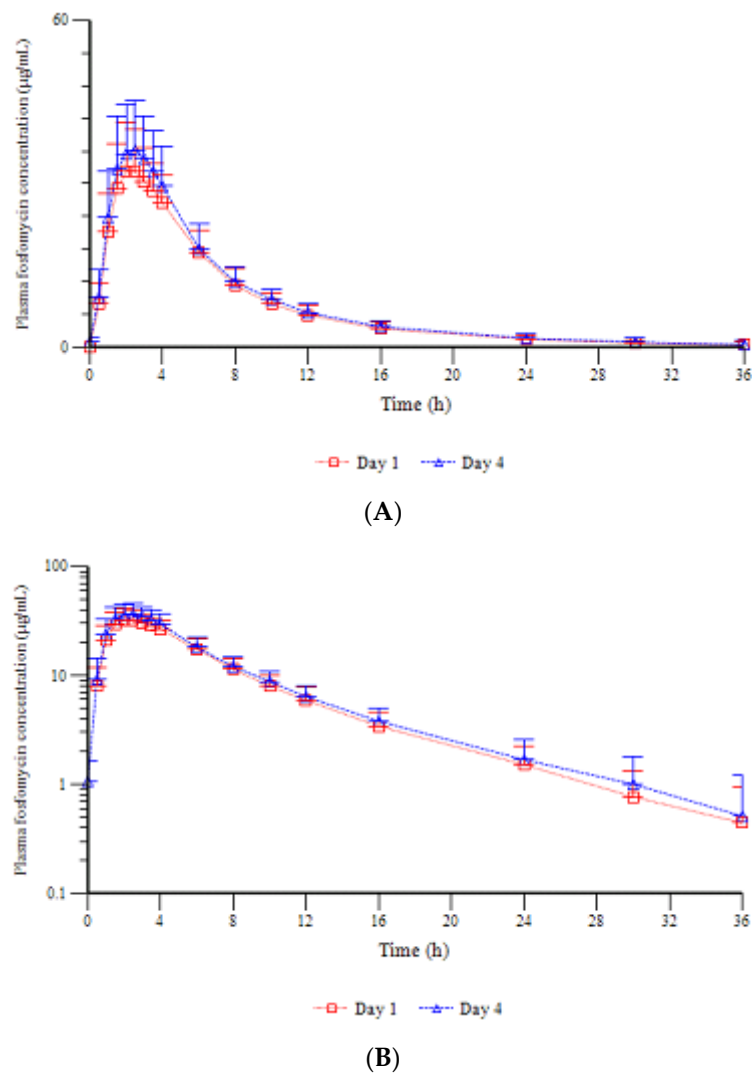 60
Plasma fosfomycin concentration (µg/mL)
0
0 4 8 12 16 20 24 28 32 36
Time (h)
Day 1 Day 4
(A)
100
10
1
0.1
Plasma fosfomycin concentration (µg/mL)
0 4 8 12 16 20 24 28 32 36
Time (h)
Day 1 Day 4
(B)